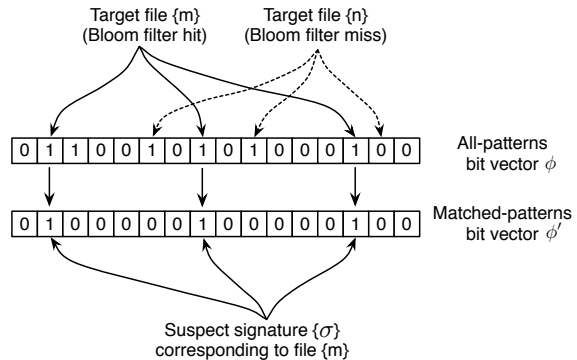 Target file {m}
(Bloom filter hit)
Target file {n}
(Bloom filter miss)
0 1 1 0 0 1 0 1 0 1 0 0 0 1 0 0
All-patterns
bit vector ϕ
0 1 0 0 0 0 0 1 0 0 0 0 0 1 0 0
Matched-patterns
bit vector ϕ'
Suspect signature {σ}
corresponding to file {m}